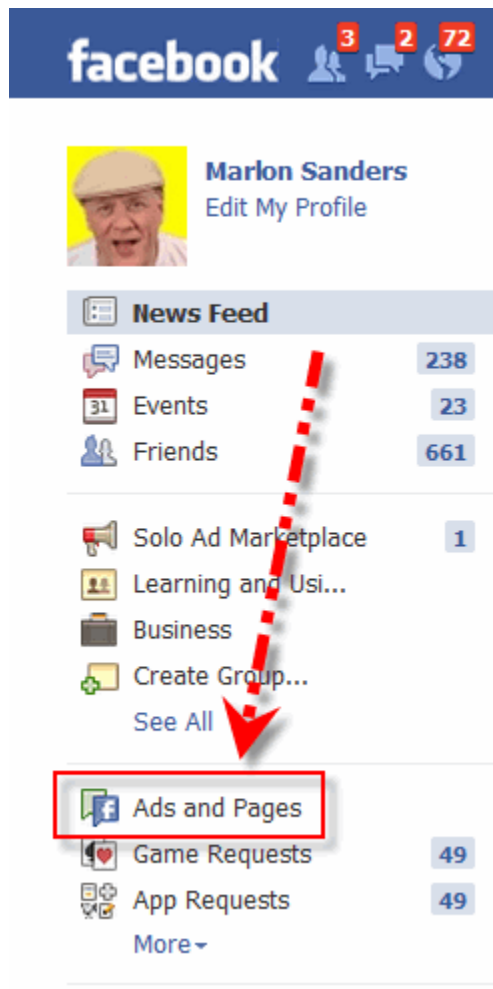 facebook 3 2 72
Marlon Sanders
Edit My Profile
News Feed
Messages 238
31 Events 23
Friends 661
Solo Ad Marketplace 1
Learning and Usi...
Business
Create Group...
See All
f Ads and Pages
Game Requests 49
App Requests 49
More